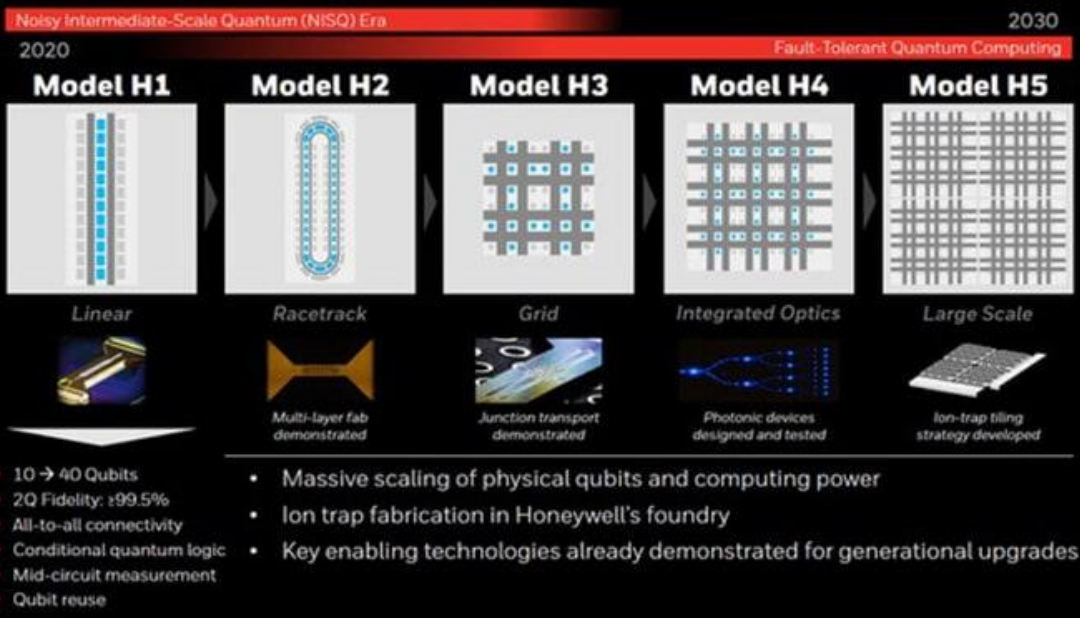 Noisy Intermediate-Scale Quantum (NISQ) Era
2030
2020
Fault-Tolerant Quantum Computing
Model H1
Model H2
Model H3
Model H4
Model H5
Linear
Racetrack
Grid
Integrated Optics
Large Scale
Multi-layer fab
demonstrated
Junction transport
demonstrated
Photonic devices
designed and tested
Ion-trap tiling
strategy developed
10 → 40 Qubits
2Q Fidelity: ≥99.5%
All-to-all connectivity
Conditional quantum logic
Mid-circuit measurement
Qubit reuse
• Massive scaling of physical qubits and computing power
• Ion trap fabrication in Honeywell's foundry
• Key enabling technologies already demonstrated for generational upgrades